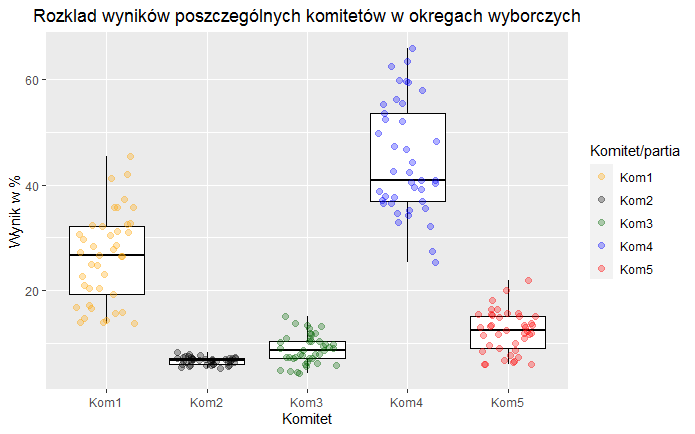 Rozklad wyników poszczególnych komitetów w okregach wyborczych
60
40
20
Wynik w %
Kom1 Kom2 Kom3 Kom4 Kom5
Komitet
Komitet/partia
Kom1
Kom2
Kom3
Kom4
Kom5